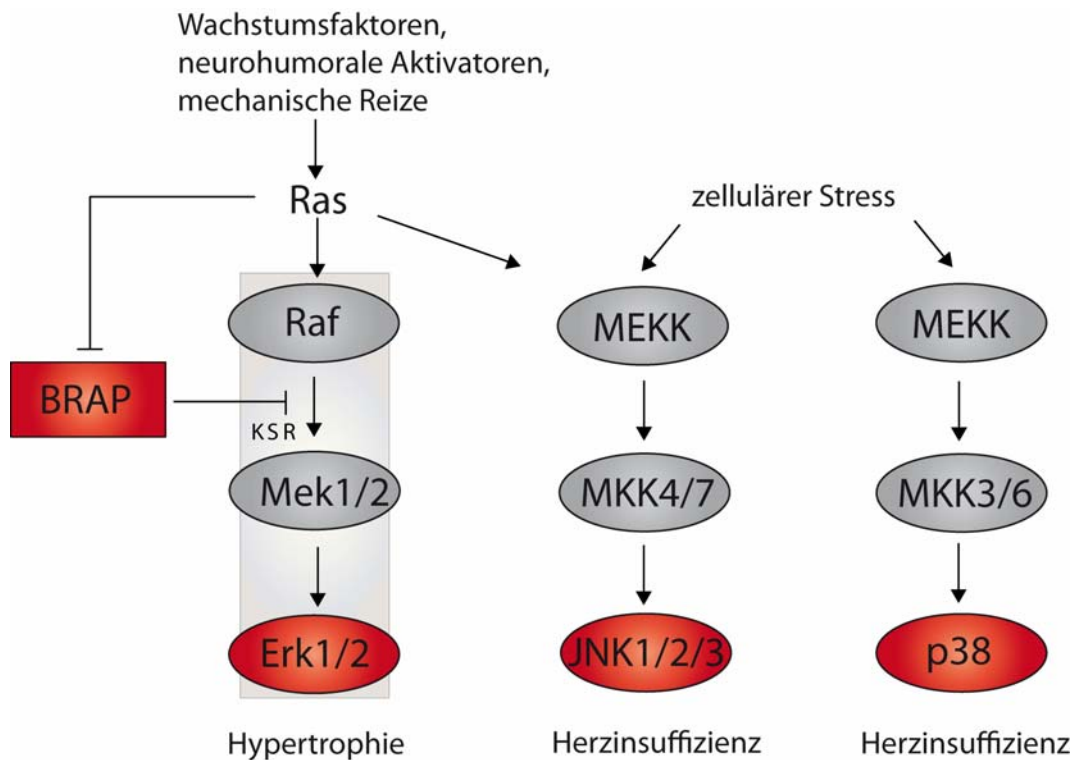 Wachstumsfaktoren,
neurohumorale Aktivatoren,
mechanische Reize
Ras
zellulärer Stress
Raf
MEKK
MEKK
BRAP
KSR
Mek1/2
MKK4/7
MKK3/6
Erk1/2
JNK1/2/3
p38
Hypertrophie
Herzinsuffizienz
Herzinsuffizienz